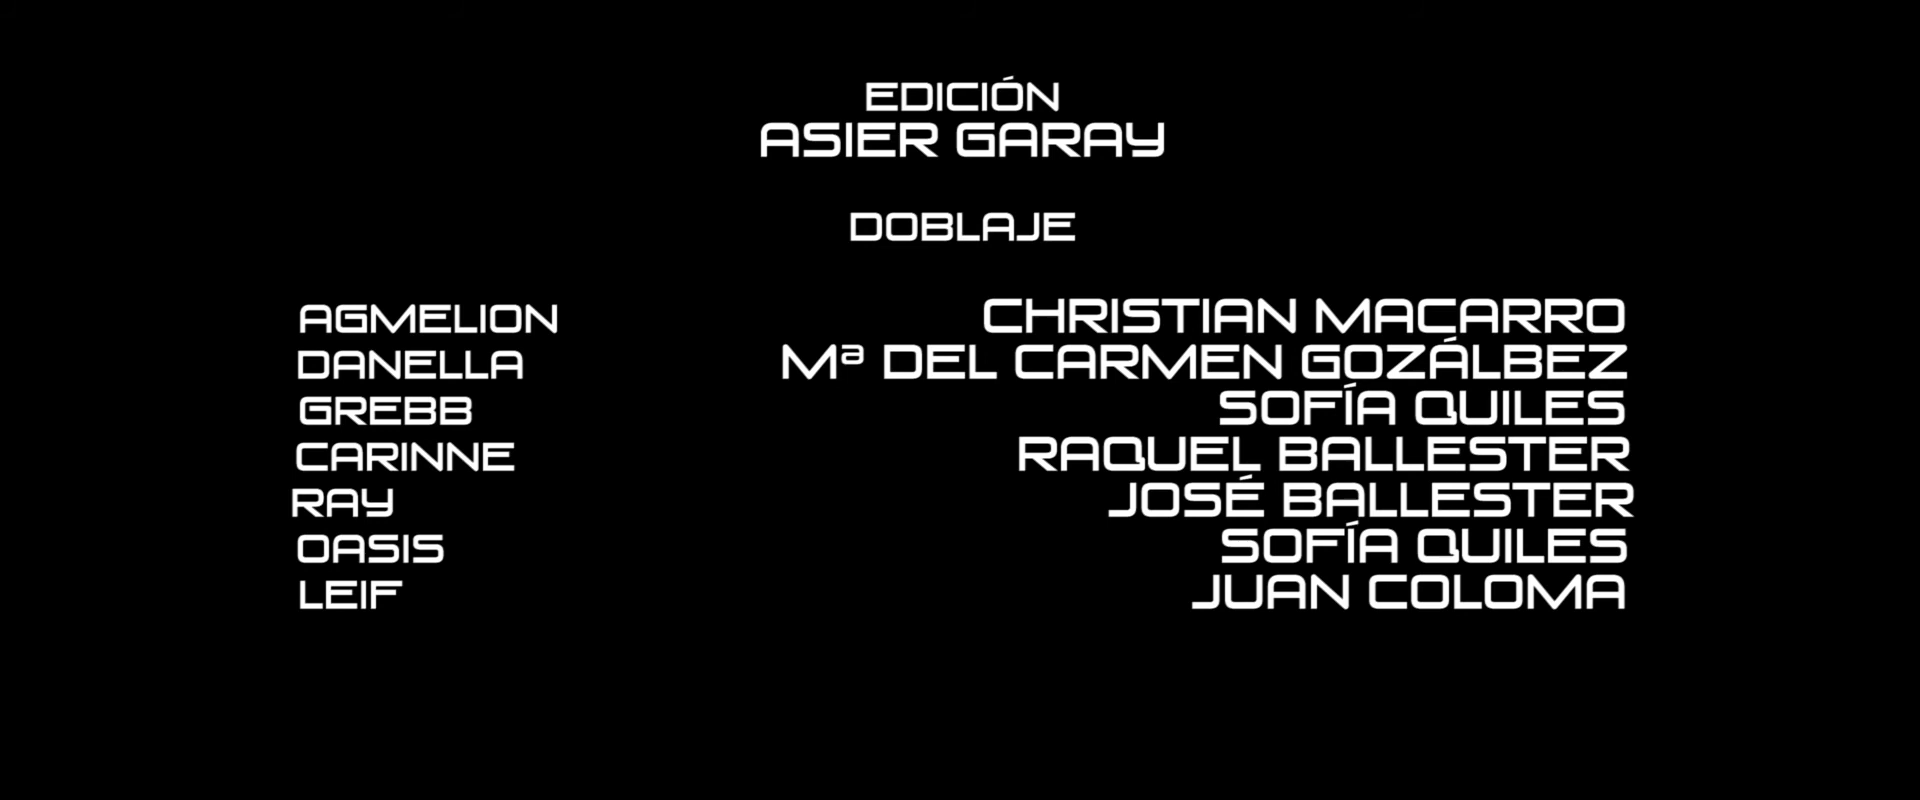 EDICIÓN
ASIER GARAY
DOBLAJE
AGMELION CHRISTIAN MACARRO
DANELLA Mª DEL CARMEN GOZÁLBEZ
GREBB SOFÍA QUILES
CARINNE RAQUEL BALLESTER
RAY JOSÉ BALLESTER
OASIS SOFÍA QUILES
LEIF JUAN COLOMA